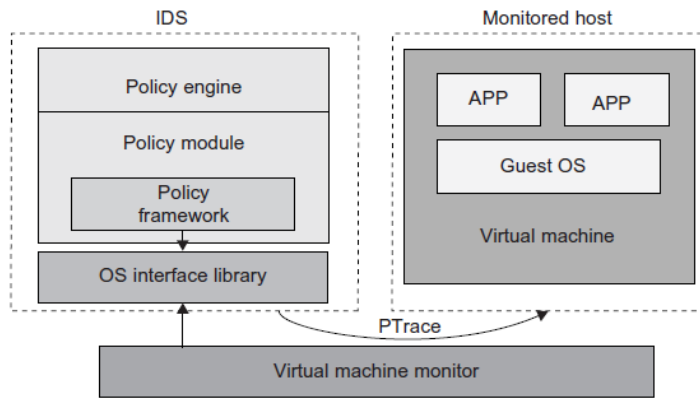 IDS
Monitored host
Policy engine
Policy module
Policy
framework
OS interface library
APP
APP
Guest OS
Virtual machine
PTrace
Virtual machine monitor